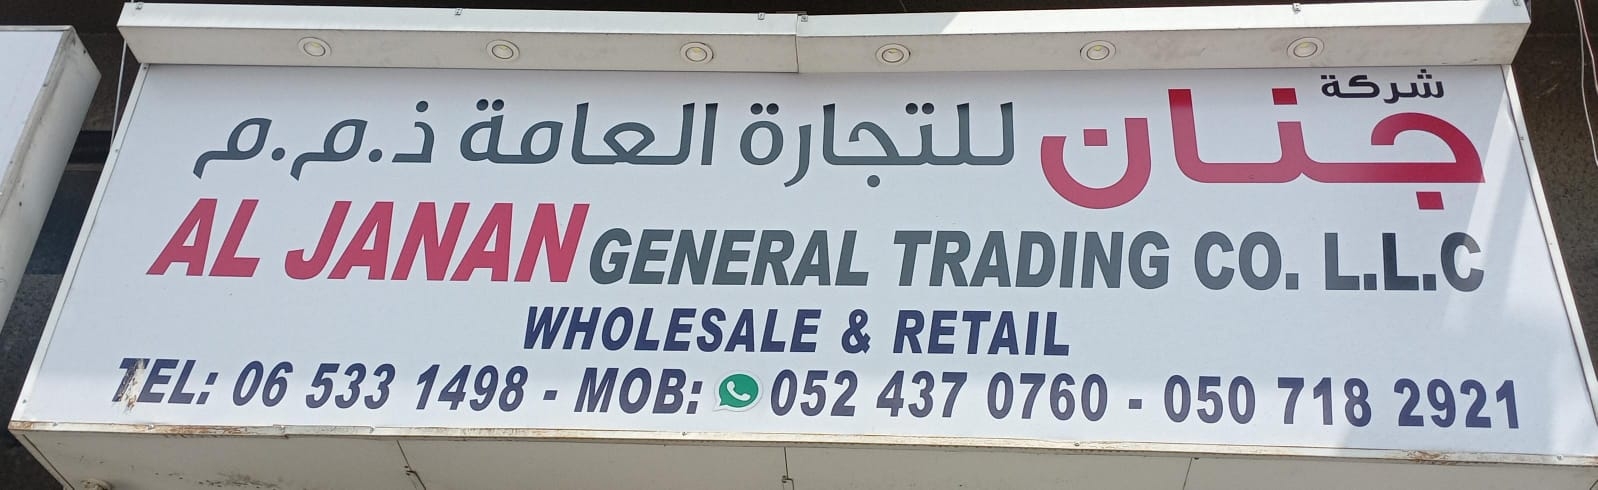 شركة
جنان للتجارة العامة ذ.م.م
AL JANAN GENERAL TRADING CO. L.L.C
WHOLESALE & RETAIL
TEL: 06 533 1498 - MOB: 052 437 0760 - 050 718 2921